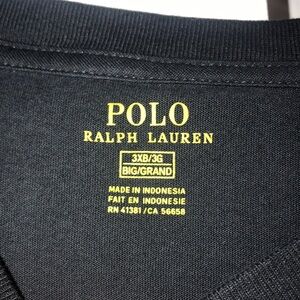 POLO
RALPH LAUREN
3XB/3G
BIG/GRAND
MADE IN INDONESIA
FAIT EN INDONESIE
RN 41381 / CA 56658